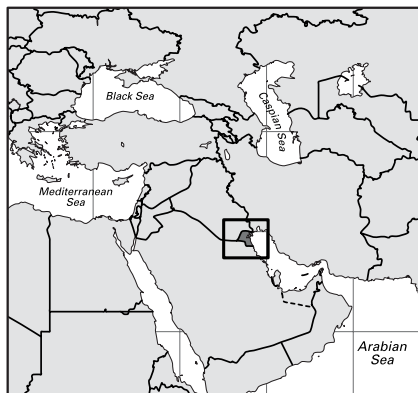 Black Sea
Caspian Sea
Mediterranean
Sea
Arabian
Sea